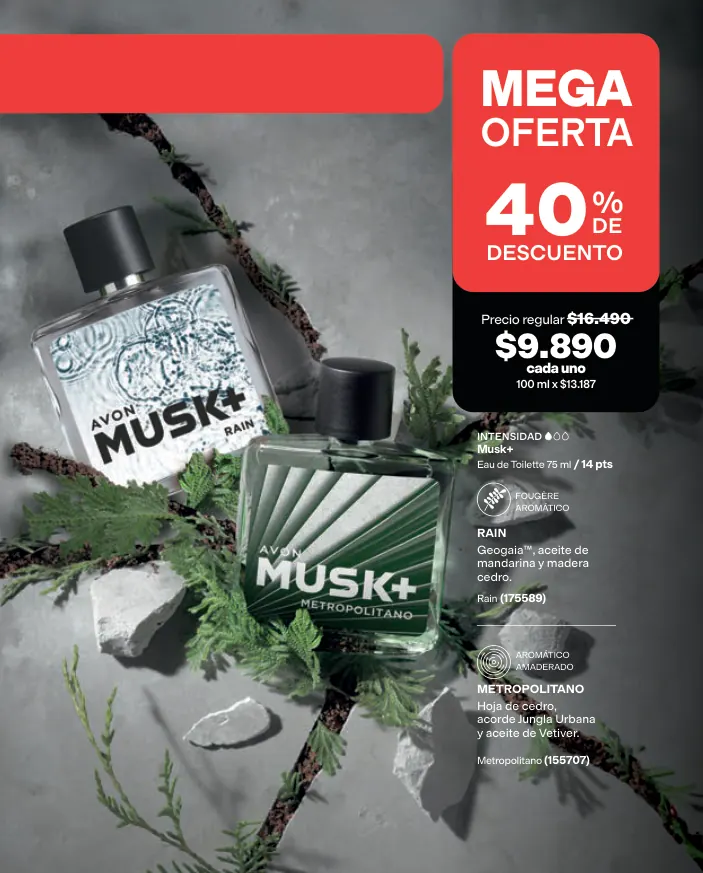 MEGA
OFERTA
40%
DE
DESCUENTO
Precio regular $16.490
$9.890
cada uno
100 ml x $13.187
AVON
MUSK+
RAIN
AVON
MUSK+
METROPOLITANO
INTENSIDAD
Musk+
Eau de Toilette 75 ml / 14 pts
FOUGÈRE
AROMÁTICO
RAIN
Geogaia™, aceite de
mandarina y madera
cedro.
Rain (175589)
AROMÁTICO
AMADERADO
METROPOLITANO
Hoja de cedro,
acorde Jungla Urbana
y aceite de Vetiver.
Metropolitano (155707)